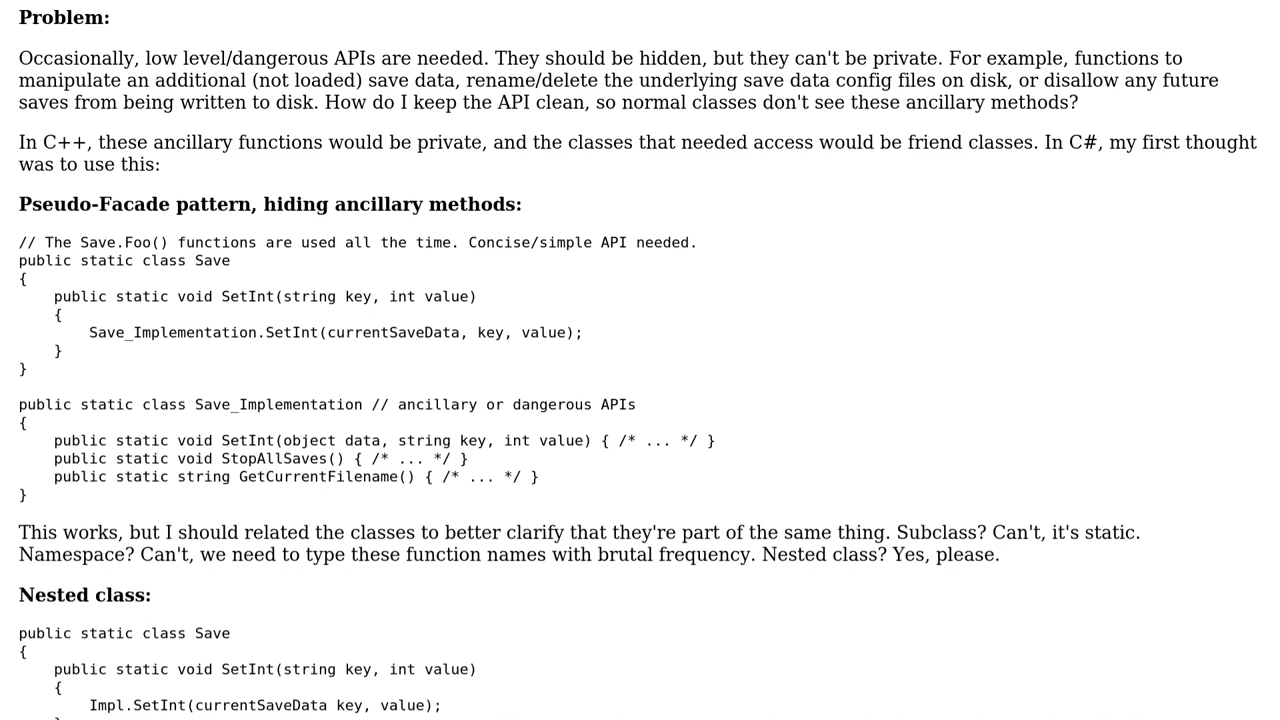 Problem:
Occasionally, low level/dangerous APIs are needed. They should be hidden, but they can't be private. For example, functions to
manipulate an additional (not loaded) save data, rename/delete the underlying save data config files on disk, or disallow any future
saves from being written to disk. How do I keep the API clean, so normal classes don't see these ancillary methods?
In C++, these ancillary functions would be private, and the classes that needed access would be friend classes. In C#, my first thought
was to use this:
Pseudo-Facade pattern, hiding ancillary methods:
// The Save.Foo() functions are used all the time. Concise/simple API needed.
public static class Save
{
    public static void SetInt(string key, int value)
    {
        Save_Implementation.SetInt(currentSaveData, key, value);
    }
}
public static class Save_Implementation // ancillary or dangerous APIs
{
    public static void SetInt(object data, string key, int value) { /* ... */ }
    public static void StopAllSaves() { /* ... */ }
    public static string GetCurrentFilename() { /* ... */ }
}
This works, but I should related the classes to better clarify that they're part of the same thing. Subclass? Can't, it's static.
Namespace? Can't, we need to type these function names with brutal frequency. Nested class? Yes, please.
Nested class:
public static class Save
{
    public static void SetInt(string key, int value)
    {
        Impl.SetInt(currentSaveData key, value);